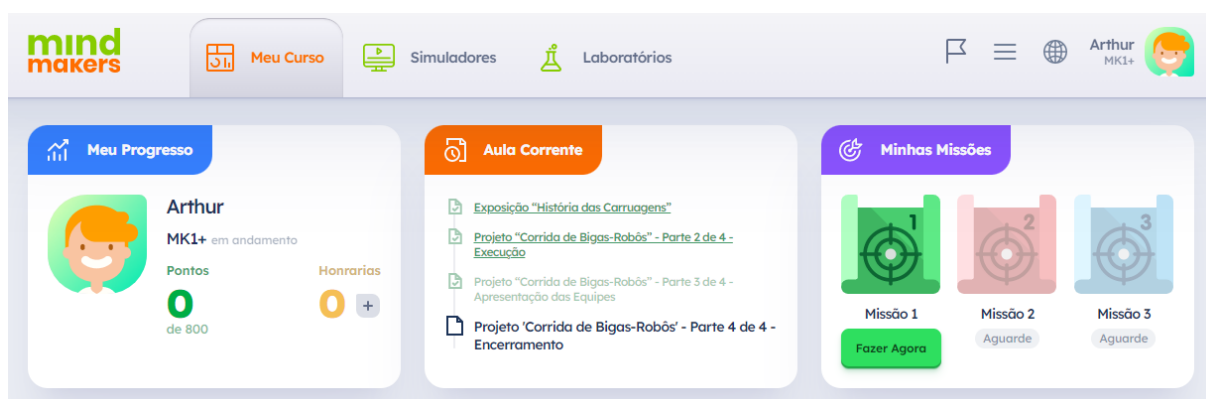 mind
makers
Meu Curso
Simuladores
Laboratórios
Arthur
MK1+
Meu Progresso
Arthur
MK1+ em andamento
Pontos
Honrarias
0
0 +
de 800
Aula Corrente
Exposição "História das Carruagens"
Projeto "Corrida de Bigas-Robôs" - Parte 2 de 4 -
Execução
Projeto "Corrida de Bigas-Robôs" - Parte 3 de 4 -
Apresentação das Equipes
Projeto 'Corrida de Bigas-Robôs' - Parte 4 de 4 -
Encerramento
Minhas Missões
1
2
3
Missão 1
Missão 2
Missão 3
Fazer Agora
Aguarde
Aguarde